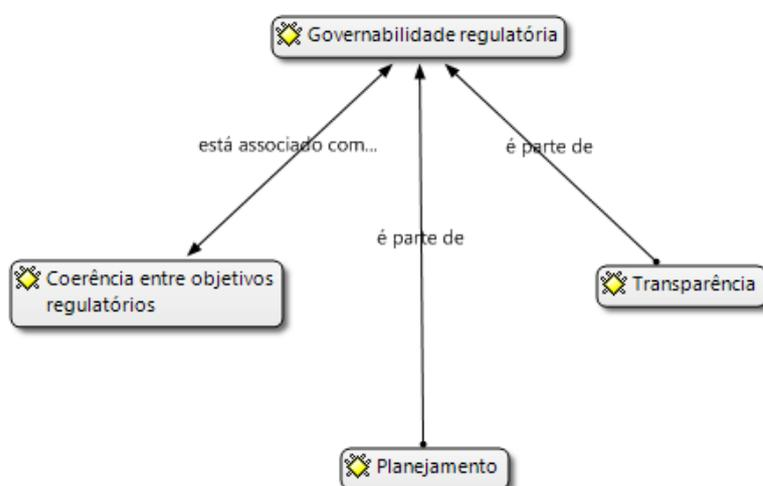 Governabilidade regulatória
está associado com...
é parte de
é parte de
Coerência entre objetivos
regulatórios
Transparência
Planejamento